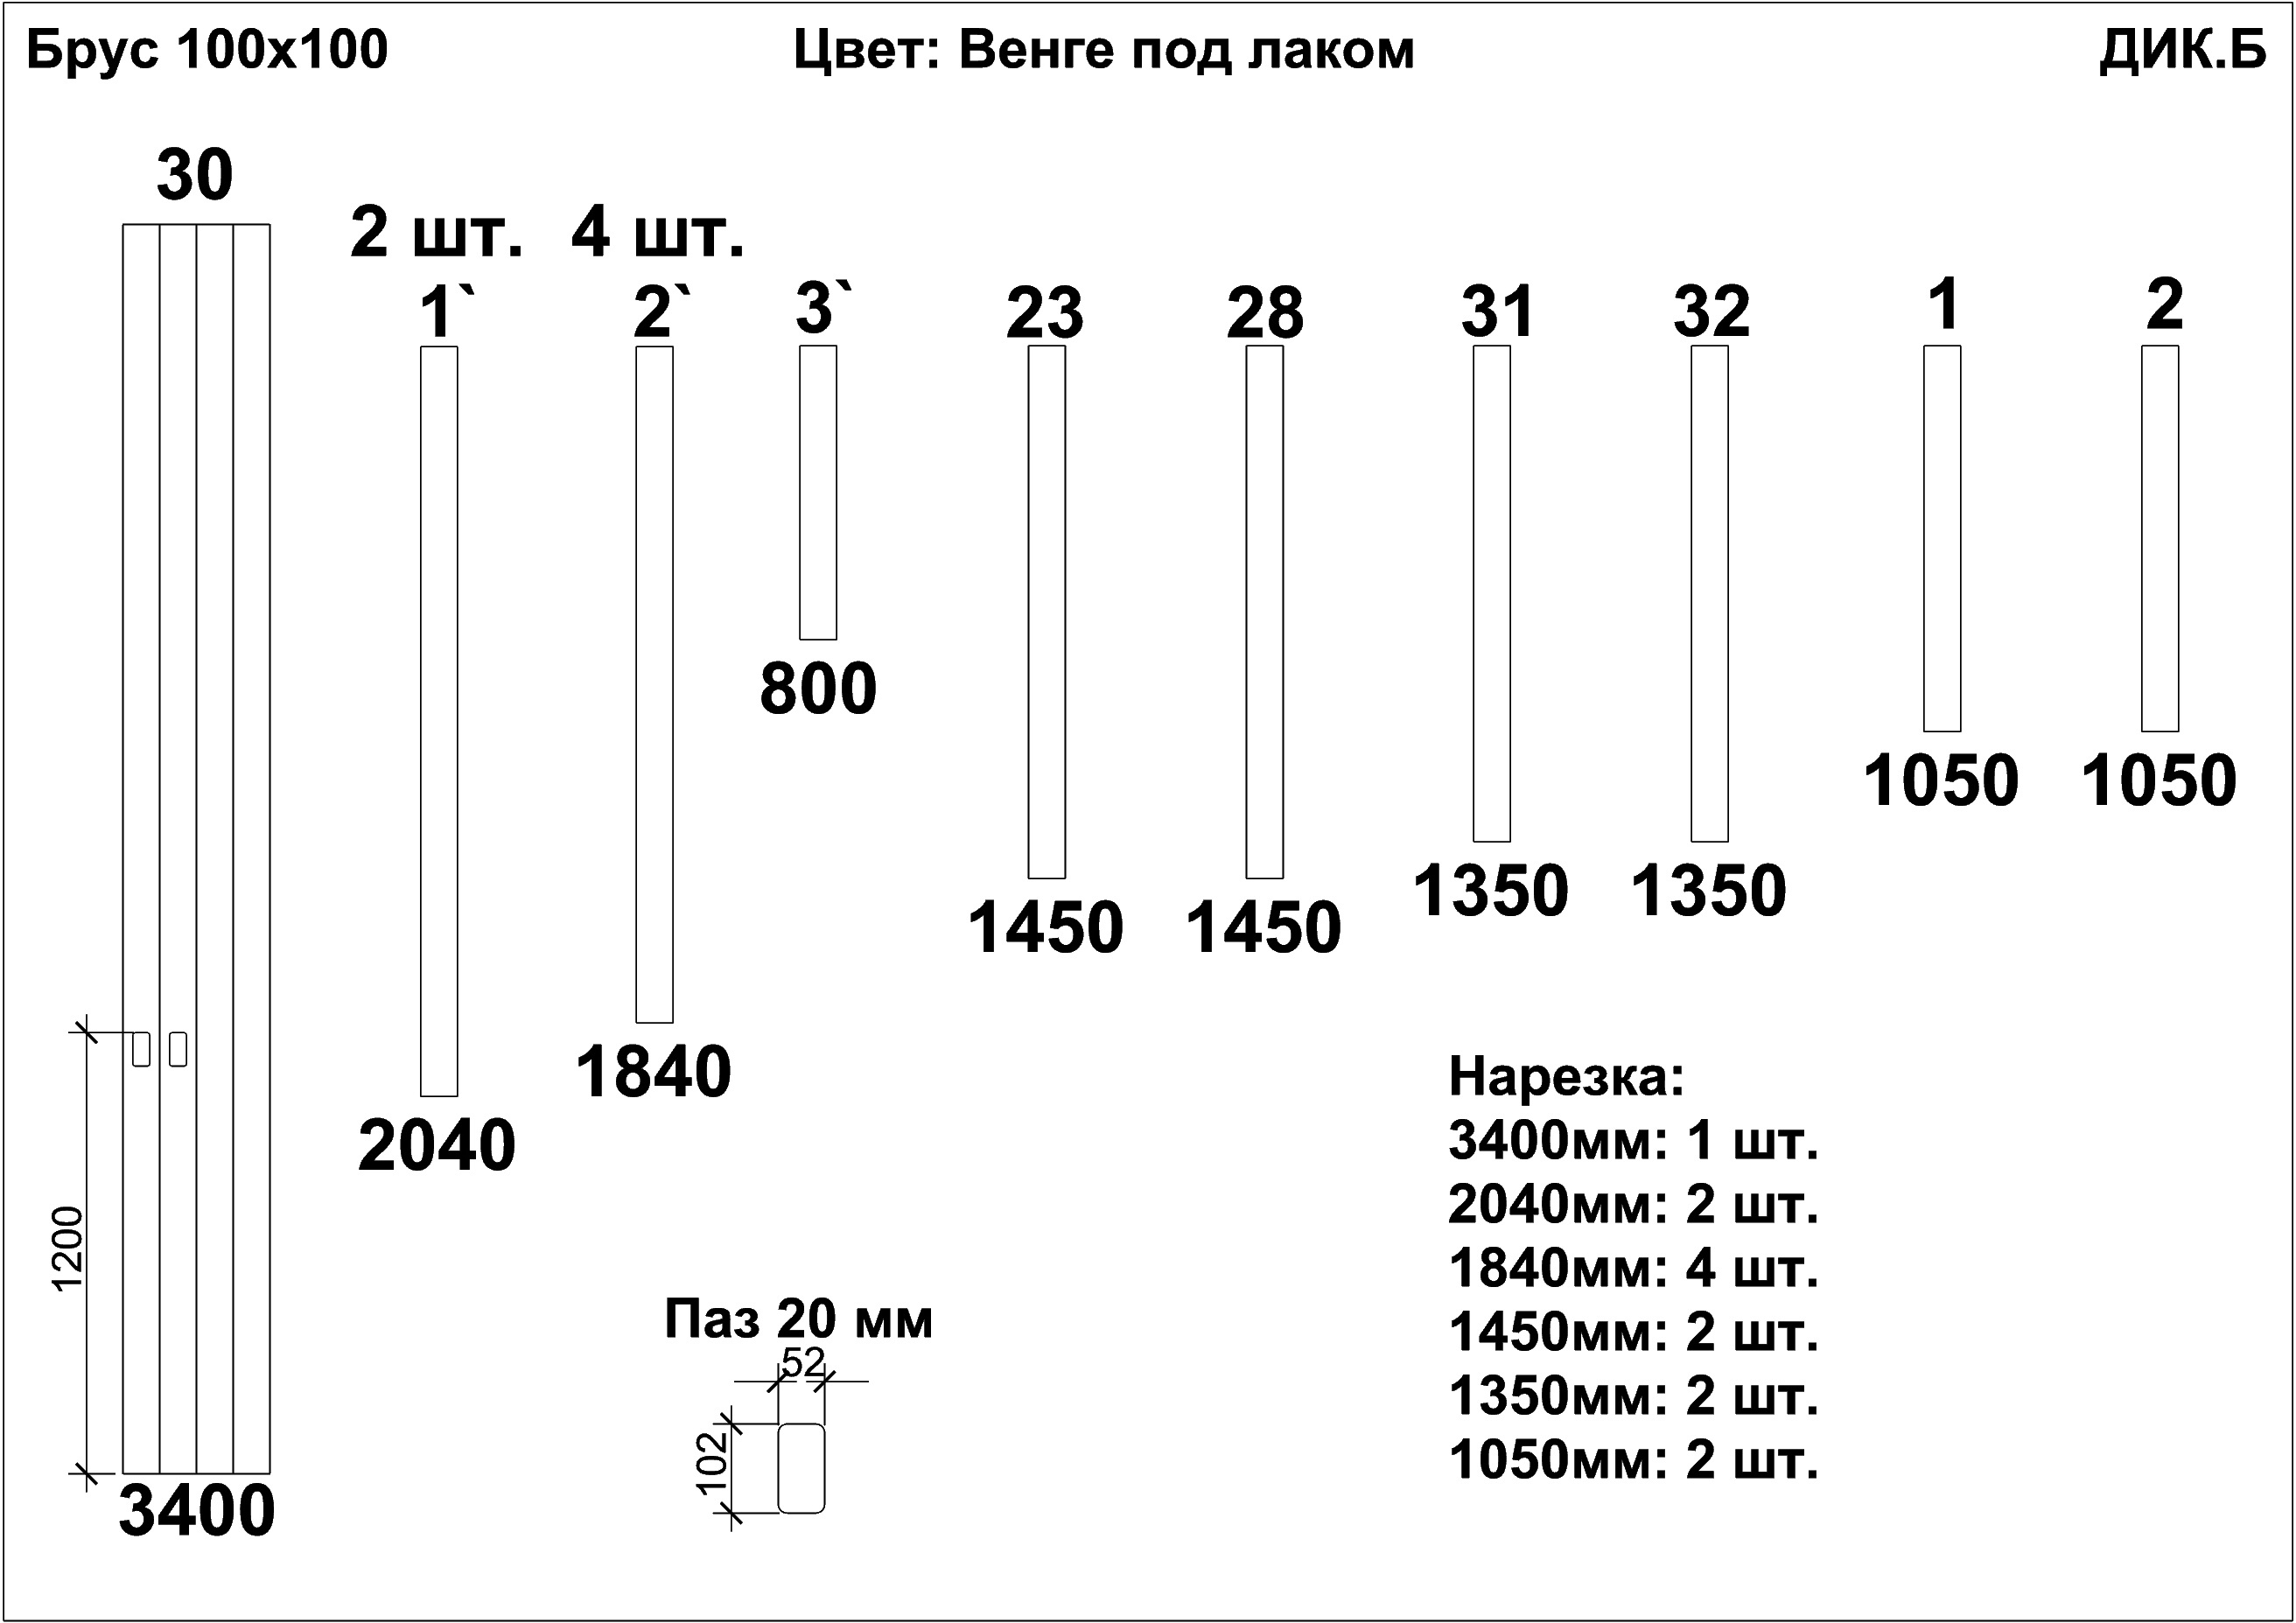 Брус 100х100 Цвет: Венге под лаком ДИК.Б
30
2 шт. 4 шт.
1` 2` 3` 23 28 31 32 1 2
800
1050 1050
1350 1350
1450 1450
1840
2040
1200
3400
Паз 20 мм
52
102
Нарезка:
3400мм: 1 шт.
2040мм: 2 шт.
1840мм: 4 шт.
1450мм: 2 шт.
1350мм: 2 шт.
1050мм: 2 шт.